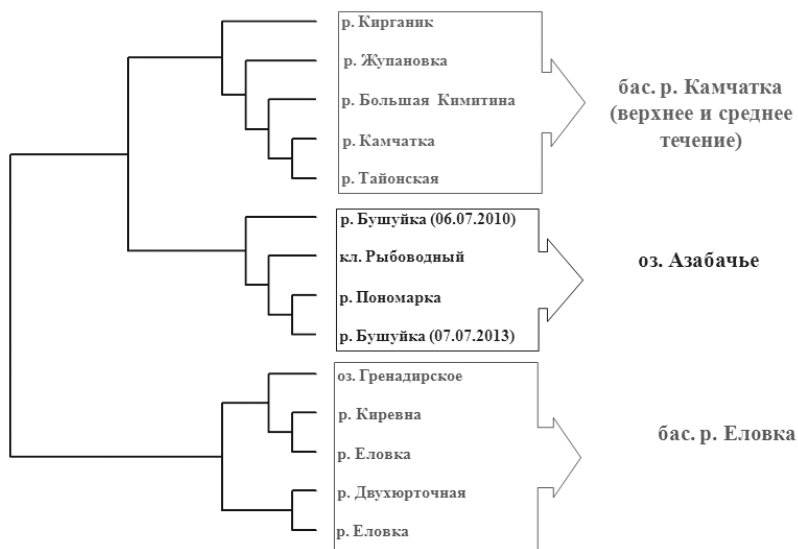 р. Кирганик
р. Жупановка
р. Большая Кимитина
р. Камчатка
р. Тайонская
бас. р. Камчатка
(верхнее и среднее
течение)
р. Бушуйка (06.07.2010)
кл. Рыбоводный
р. Пономарка
р. Бушуйка (07.07.2013)
оз. Азабачье
оз. Гренадирское
р. Киревна
р. Еловка
р. Двухюрточная
р. Еловка
бас. р. Еловка